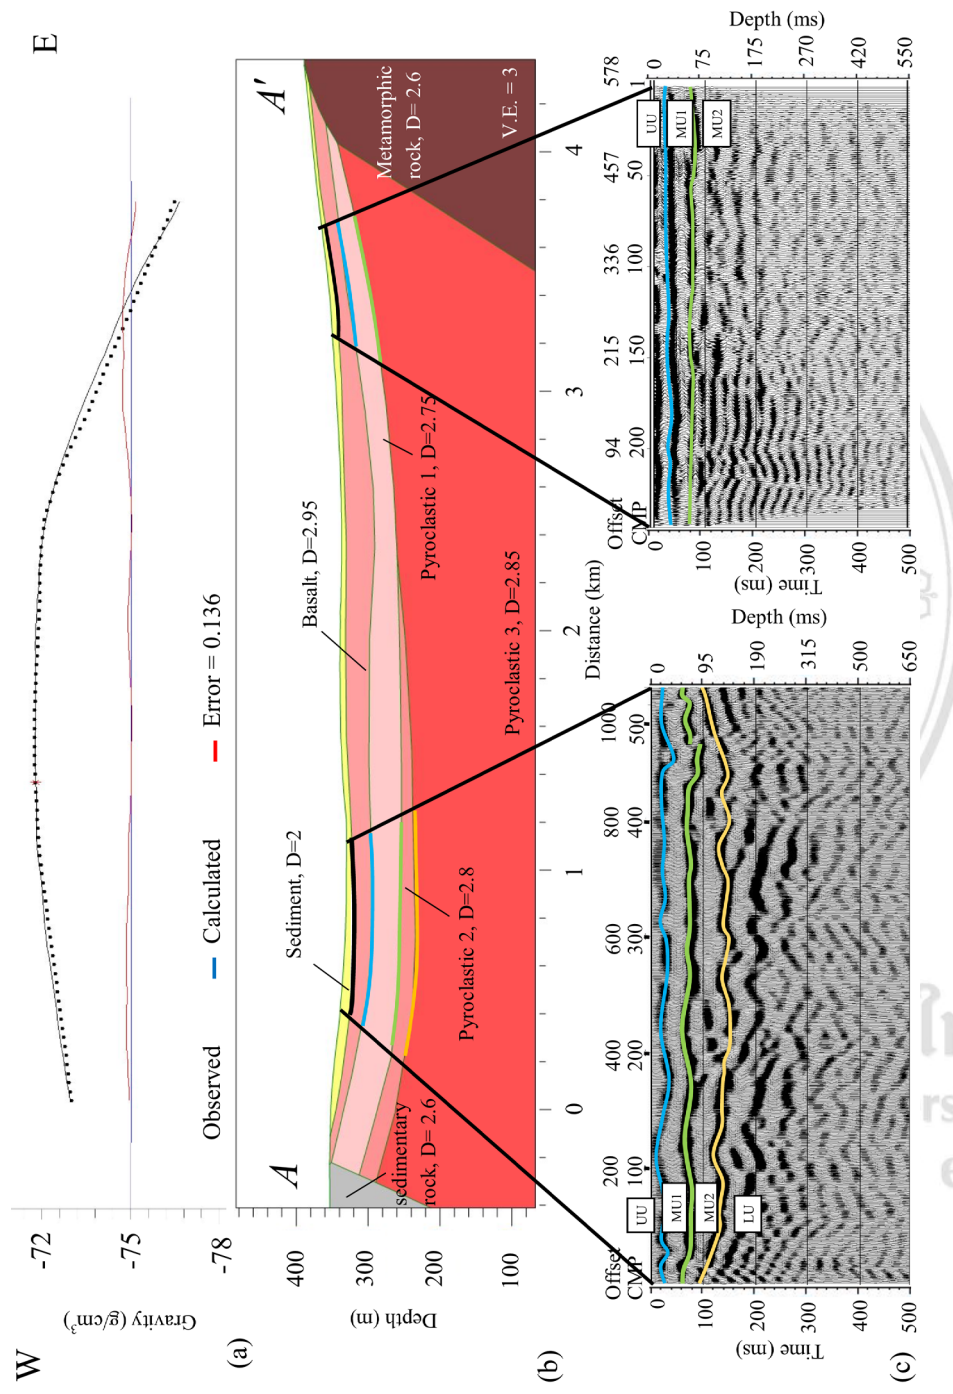 W
E
Gravity (g/cm³)
-72
-75
-78
(a)
Observed
Calculated
Error = 0.136
A
A'
Depth (m)
400
300
200
100
Sediment, D=2
Basalt, D=2.95
Metamorphic
rock, D= 2.6
V.E. = 3
sedimentary
rock, D= 2.6
Pyroclastic 2, D=2.8
Pyroclastic 1, D=2.75
Pyroclastic 3, D=2.85
0 1 2 3 4
Distance (km)
(b)
Offset 200 400 600 800 1000
CMP 100 200 300 400 500
Time (ms)
0
100
200
300
400
500
UU
MU1
MU2
LU
Depth (ms)
0
95
190
315
500
650
Offset 94 215 336 457 578
CMP 200 150 100 50 1
Time (ms)
0
100
200
300
400
500
UU
MU1
MU2
Depth (ms)
0
75
175
270
420
550
(c)